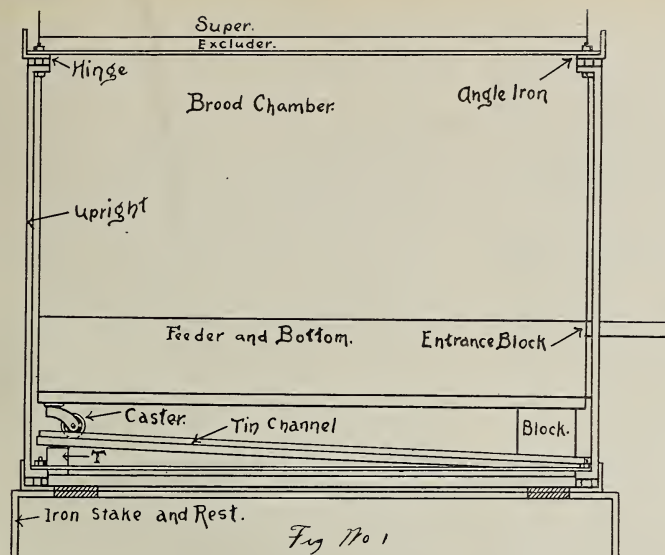 Super.
Excluder.
Hinge
Angle Iron
Brood Chamber.
Upright
Feeder and Bottom.
Entrance Block
Caster.
Tin Channel
Block.
T
Iron Stake and Rest.
Fig No 1